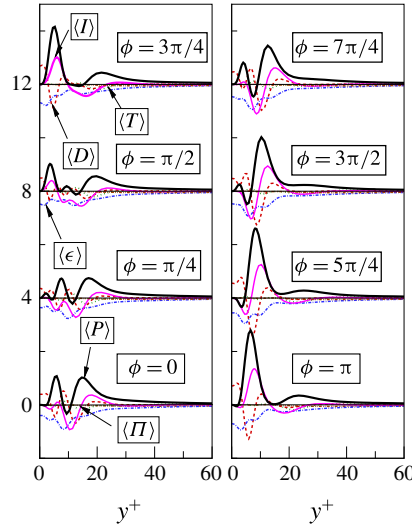 ⟨I⟩
ϕ = 3π/4
ϕ = 7π/4
12
⟨T⟩
⟨D⟩
ϕ = π/2
ϕ = 3π/2
8
⟨ϵ⟩
ϕ = π/4
ϕ = 5π/4
4
⟨P⟩
ϕ = 0
ϕ = π
0
⟨Π⟩
0 20 40 60 0 20 40 60
y⁺ y⁺